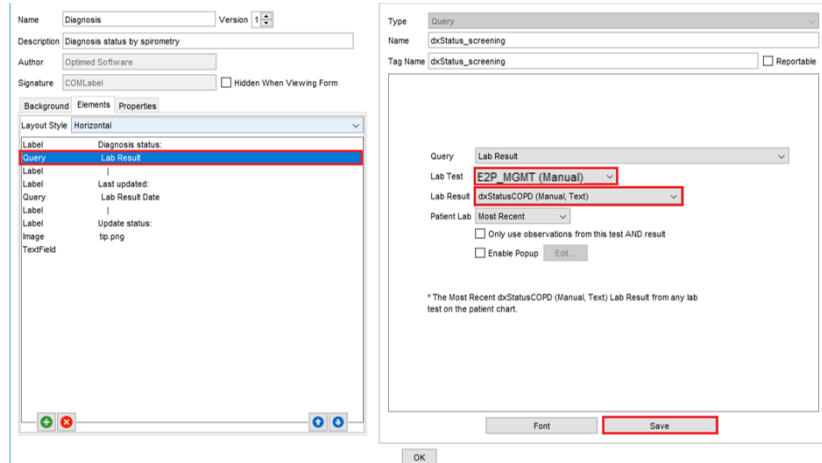 Name Diagnosis Version 1
Description Diagnosis status by spirometry
Author Optimed Software
Signature COMLabel Hidden When Viewing Form
Background Elements Properties
Layout Style Horizontal
Label Diagnosis status:
Query Lab Result
Label |
Label Last updated:
Query Lab Result Date
Label |
Label Update status:
Image tip.png
TextField
Type Query
Name dxStatus_screening
Tag Name dxStatus_screening Reportable
Query Lab Result
Lab Test E2P_MGMT (Manual)
Lab Result dxStatusCOPD (Manual, Text)
Patient Lab Most Recent
Only use observations from this test AND result
Enable Popup Edit...
* The Most Recent dxStatusCOPD (Manual, Text) Lab Result from any lab
test on the patient chart.
Font Save
OK